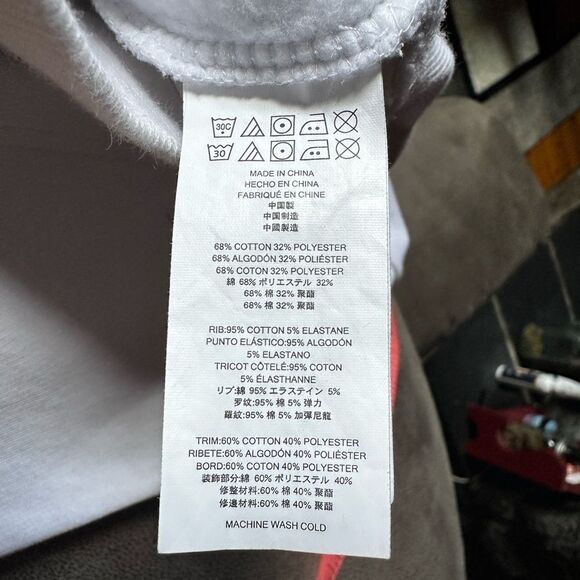 30C
30
MADE IN CHINA
HECHO EN CHINA
FABRIQUÉ EN CHINE
中国製
中国制造
中國製造
68% COTTON 32% POLYESTER
68% ALGODÓN 32% POLIÉSTER
68% COTON 32% POLYESTER
綿 68% ポリエステル 32%
68% 棉 32% 聚酯
68% 棉 32% 聚酯
RIB:95% COTTON 5% ELASTANE
PUNTO ELÁSTICO:95% ALGODÓN
5% ELASTANO
TRICOT CÔTELÉ:95% COTON
5% ÉLASTHANNE
リブ:綿 95% エラステイン 5%
罗纹:95% 棉 5% 弹力
羅紋:95% 棉 5% 加彈尼龍
TRIM:60% COTTON 40% POLYESTER
RIBETE:60% ALGODÓN 40% POLIÉSTER
BORD:60% COTON 40% POLYESTER
装飾部分:綿 60% ポリエステル 40%
修整材料:60% 棉 40% 聚酯
修邊材料:60% 棉 40% 聚酯
MACHINE WASH COLD